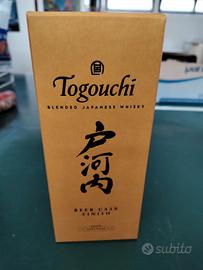 Togouchi
BLENDED JAPANESE WHISKY
戸河内
BEER CASK
FINISH
subito